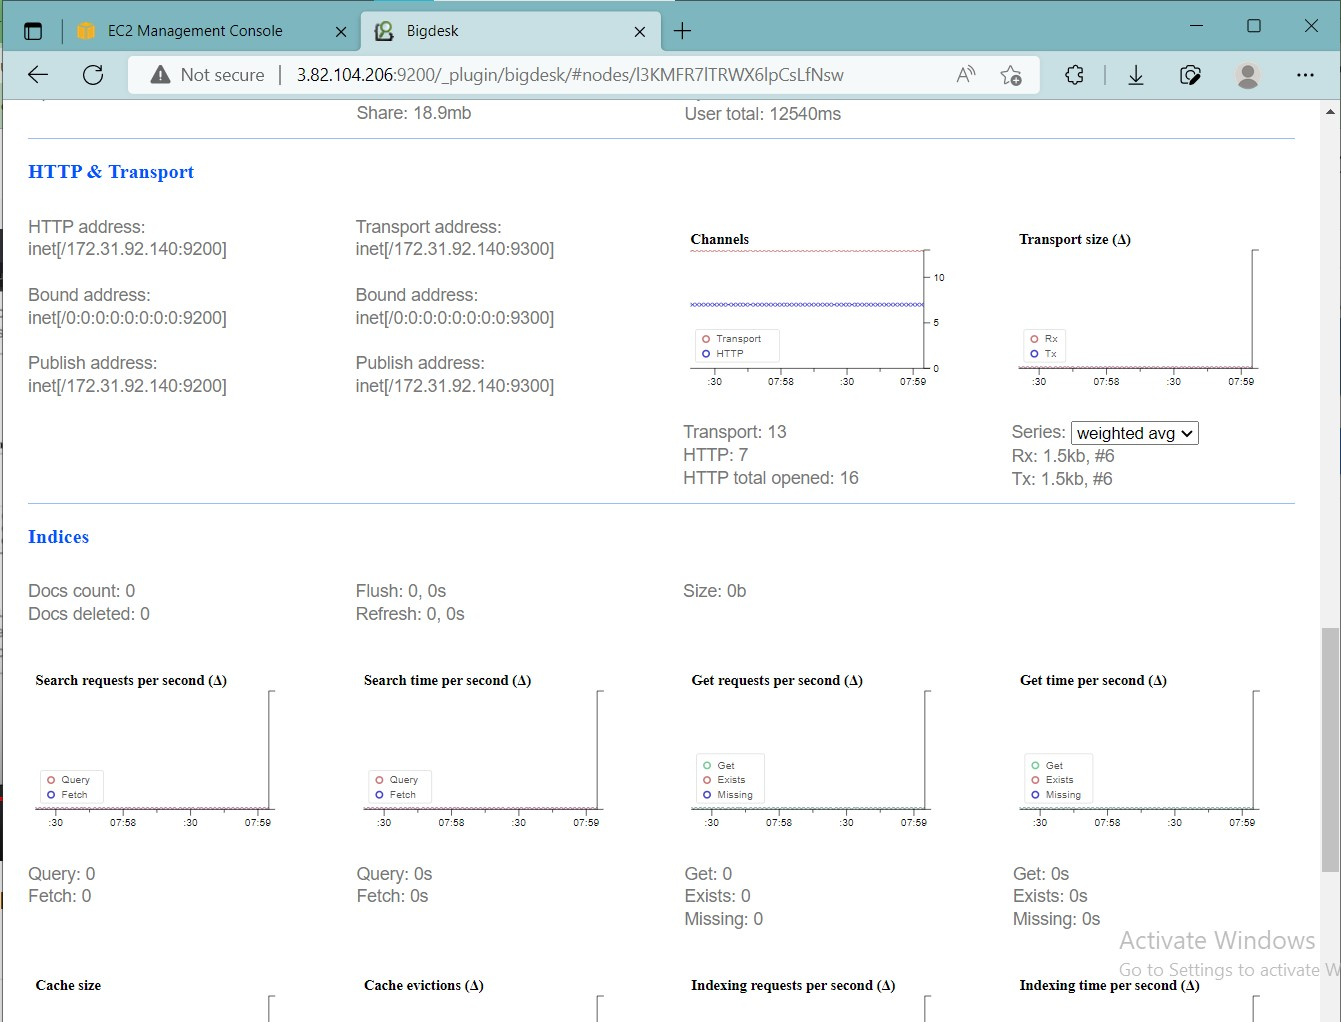 EC2 Management Console
Bigdesk
Not secure
3.82.104.206:9200/_plugin/bigdesk/#nodes/l3KMFR7lTRWX6lpCsLfNsw
Share: 18.9mb
User total: 12540ms
HTTP & Transport
HTTP address:
inet[/172.31.92.140:9200]
Bound address:
inet[/0:0:0:0:0:0:0:0:9200]
Publish address:
inet[/172.31.92.140:9200]
Transport address:
inet[/172.31.92.140:9300]
Bound address:
inet[/0:0:0:0:0:0:0:0:9300]
Publish address:
inet[/172.31.92.140:9300]
Channels
10
5
0
Transport
HTTP
:30 07:58 :30 07:59
Transport: 13
HTTP: 7
HTTP total opened: 16
Transport size (Δ)
Rx
Tx
:30 07:58 :30 07:59
Series: weighted avg
Rx: 1.5kb, #6
Tx: 1.5kb, #6
Indices
Docs count: 0
Docs deleted: 0
Flush: 0, 0s
Refresh: 0, 0s
Size: 0b
Search requests per second (Δ)
Query
Fetch
:30 07:58 :30 07:59
Query: 0
Fetch: 0
Search time per second (Δ)
Query
Fetch
:30 07:58 :30 07:59
Query: 0s
Fetch: 0s
Get requests per second (Δ)
Get
Exists
Missing
:30 07:58 :30 07:59
Get: 0
Exists: 0
Missing: 0
Get time per second (Δ)
Get
Exists
Missing
:30 07:58 :30 07:59
Get: 0s
Exists: 0s
Missing: 0s
Activate Windows
Go to Settings to activate W
Cache size
Cache evictions (Δ)
Indexing requests per second (Δ)
Indexing time per second (Δ)